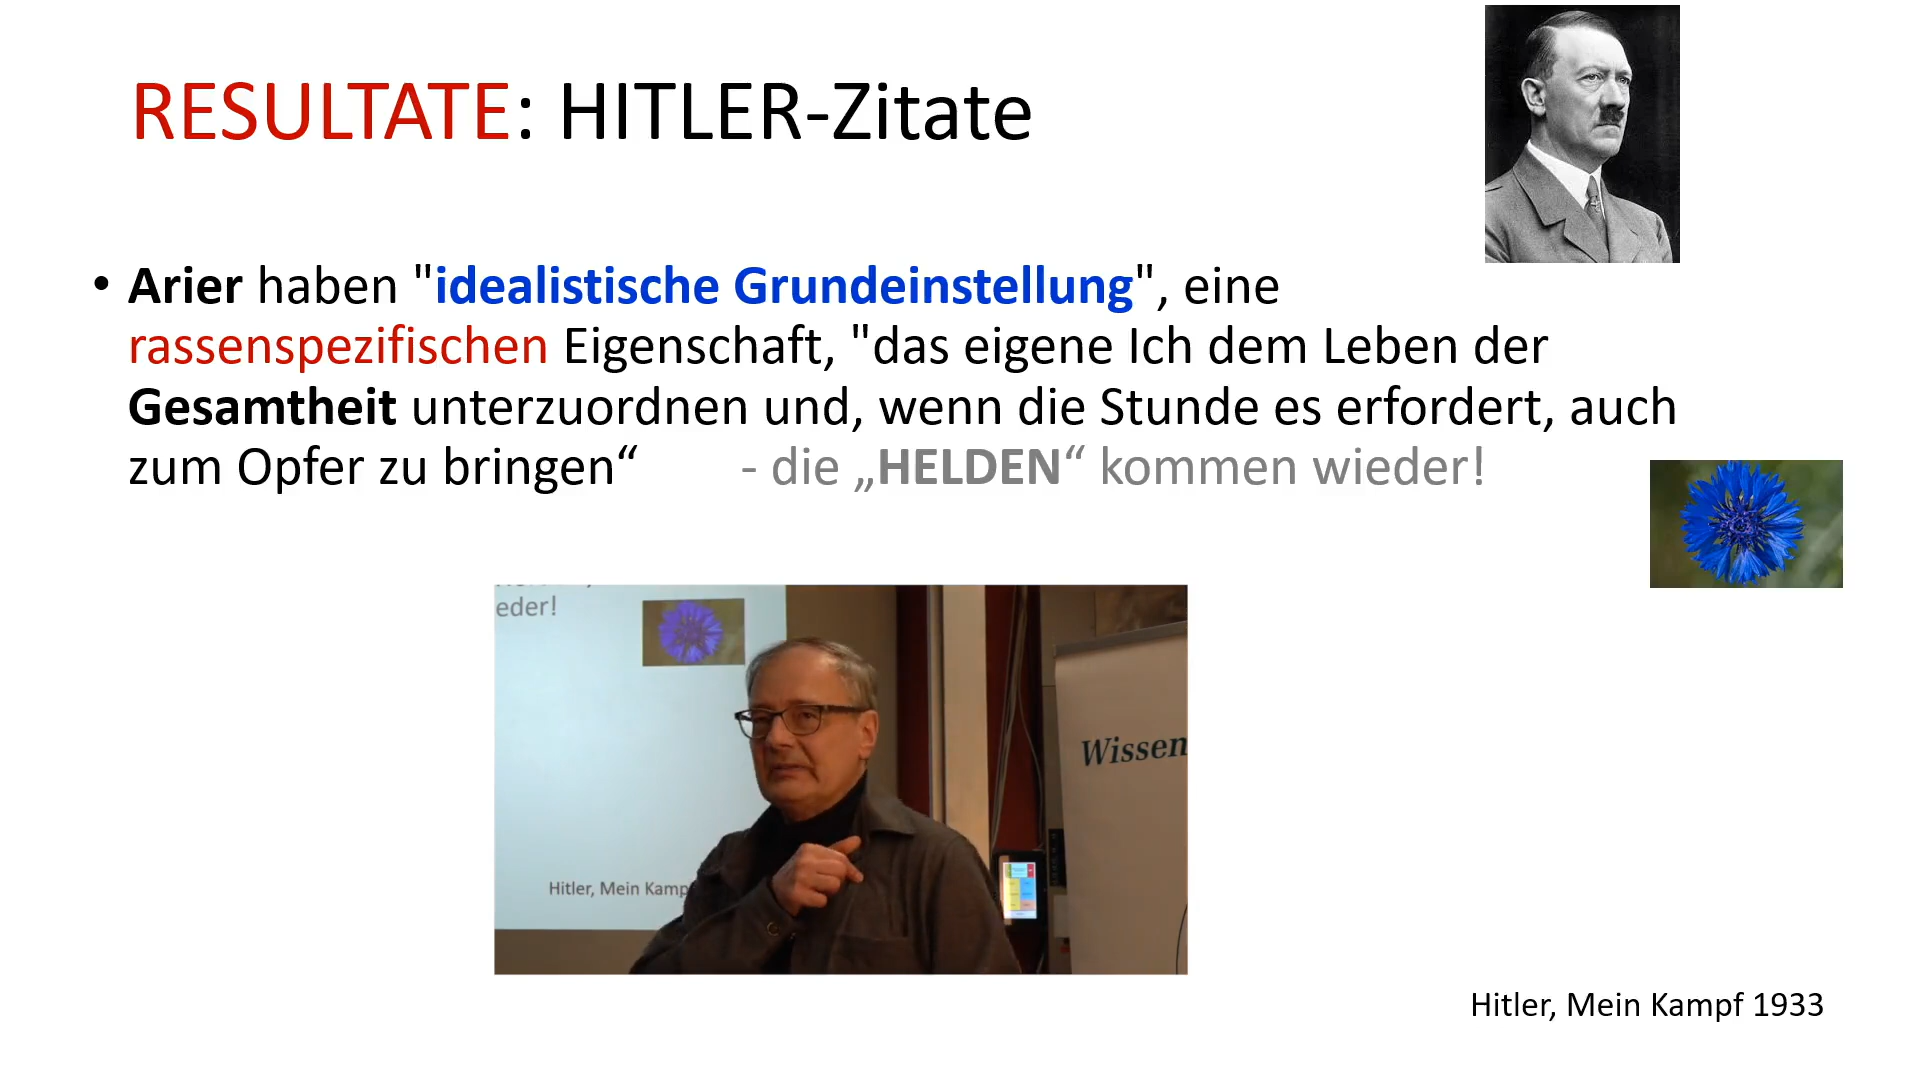 RESULTATE: HITLER-Zitate
• Arier haben "idealistische Grundeinstellung", eine
rassenspezifischen Eigenschaft, "das eigene Ich dem Leben der
Gesamtheit unterzuordnen und, wenn die Stunde es erfordert, auch
zum Opfer zu bringen“ - die „HELDEN“ kommen wieder!
eder!
Wissen
Hitler, Mein Kamp
Hitler, Mein Kampf 1933